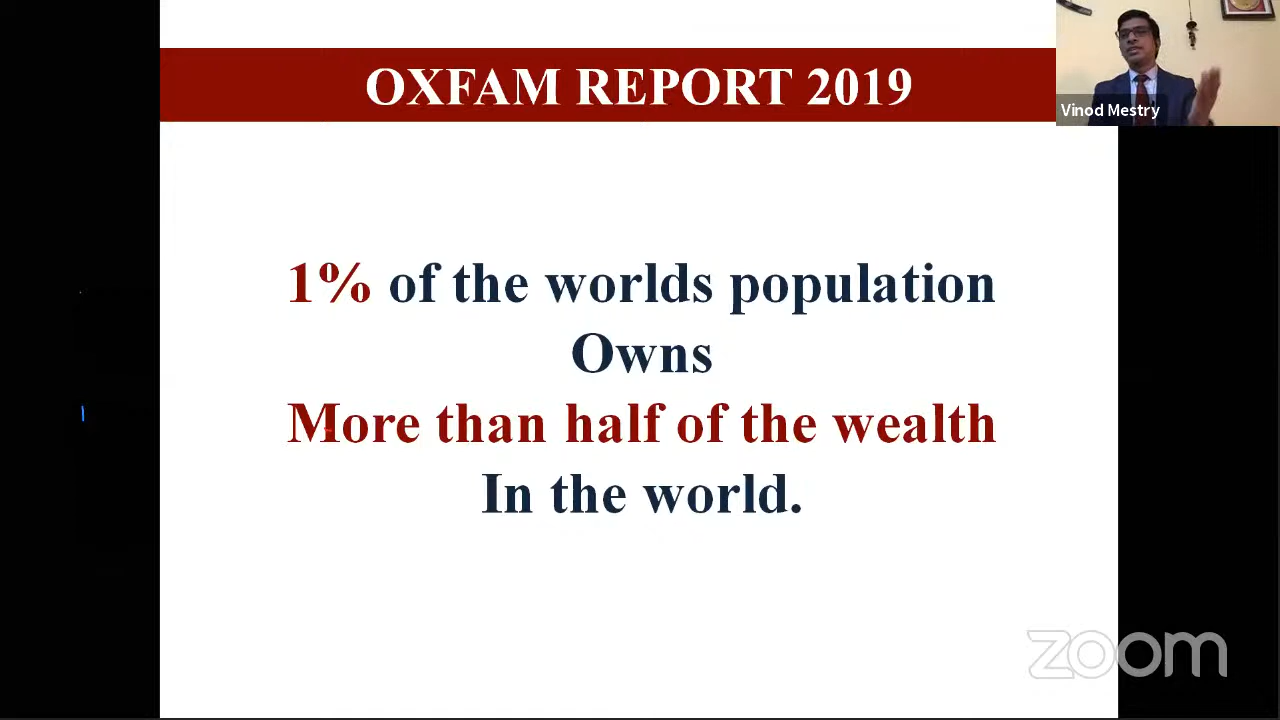 OXFAM REPORT 2019
Vinod Mestry
1% of the worlds population
Owns
More than half of the wealth
In the world.
zoom